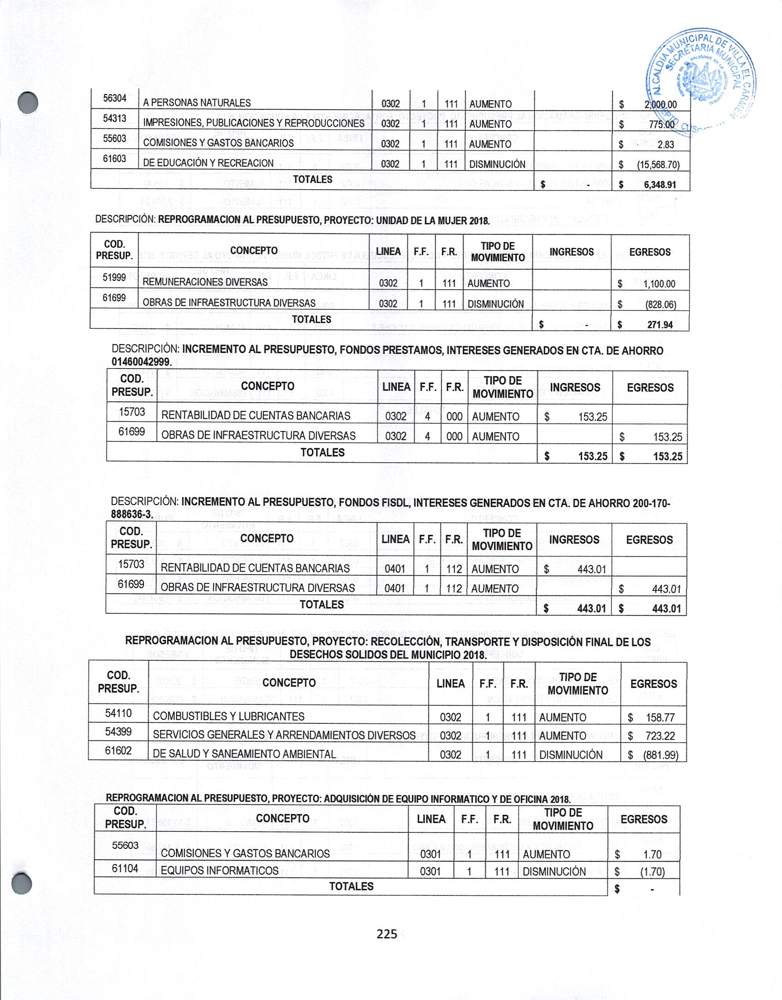 ALCALDIA MUNICIPAL DE VILLA EL CARMEN
SECRETARIA MUNICIPAL
56304 A PERSONAS NATURALES 0302 1 111 AUMENTO $ 2,000.00
54313 IMPRESIONES, PUBLICACIONES Y REPRODUCCIONES 0302 1 111 AUMENTO $ 775.00
55603 COMISIONES Y GASTOS BANCARIOS 0302 1 111 AUMENTO $ 2.83
61603 DE EDUCACIÓN Y RECREACION 0302 1 111 DISMINUCIÓN $ (15,568.70)
TOTALES $ - $ 6,348.91
DESCRIPCIÓN: REPROGRAMACION AL PRESUPUESTO, PROYECTO: UNIDAD DE LA MUJER 2018.
COD. PRESUP. CONCEPTO LINEA F.F. F.R. TIPO DE MOVIMIENTO INGRESOS EGRESOS
51999 REMUNERACIONES DIVERSAS 0302 1 111 AUMENTO $ 1,100.00
61699 OBRAS DE INFRAESTRUCTURA DIVERSAS 0302 1 111 DISMINUCIÓN $ (828.06)
TOTALES $ - $ 271.94
DESCRIPCIÓN: INCREMENTO AL PRESUPUESTO, FONDOS PRESTAMOS, INTERESES GENERADOS EN CTA. DE AHORRO
01460042999.
COD. PRESUP. CONCEPTO LINEA F.F. F.R. TIPO DE MOVIMIENTO INGRESOS EGRESOS
15703 RENTABILIDAD DE CUENTAS BANCARIAS 0302 4 000 AUMENTO $ 153.25
61699 OBRAS DE INFRAESTRUCTURA DIVERSAS 0302 4 000 AUMENTO $ 153.25
TOTALES $ 153.25 $ 153.25
DESCRIPCIÓN: INCREMENTO AL PRESUPUESTO, FONDOS FISDL, INTERESES GENERADOS EN CTA. DE AHORRO 200-170-
888636-3.
COD. PRESUP. CONCEPTO LINEA F.F. F.R. TIPO DE MOVIMIENTO INGRESOS EGRESOS
15703 RENTABILIDAD DE CUENTAS BANCARIAS 0401 1 112 AUMENTO $ 443.01
61699 OBRAS DE INFRAESTRUCTURA DIVERSAS 0401 1 112 AUMENTO $ 443.01
TOTALES $ 443.01 $ 443.01
REPROGRAMACION AL PRESUPUESTO, PROYECTO: RECOLECCIÓN, TRANSPORTE Y DISPOSICIÓN FINAL DE LOS
DESECHOS SOLIDOS DEL MUNICIPIO 2018.
COD. PRESUP. CONCEPTO LINEA F.F. F.R. TIPO DE MOVIMIENTO EGRESOS
54110 COMBUSTIBLES Y LUBRICANTES 0302 1 111 AUMENTO $ 158.77
54399 SERVICIOS GENERALES Y ARRENDAMIENTOS DIVERSOS 0302 1 111 AUMENTO $ 723.22
61602 DE SALUD Y SANEAMIENTO AMBIENTAL 0302 1 111 DISMINUCIÓN $ (881.99)
REPROGRAMACION AL PRESUPUESTO, PROYECTO: ADQUISICIÓN DE EQUIPO INFORMATICO Y DE OFICINA 2018.
COD. PRESUP. CONCEPTO LINEA F.F. F.R. TIPO DE MOVIMIENTO EGRESOS
55603 COMISIONES Y GASTOS BANCARIOS 0301 1 111 AUMENTO $ 1.70
61104 EQUIPOS INFORMATICOS 0301 1 111 DISMINUCIÓN $ (1.70)
TOTALES $ -
225